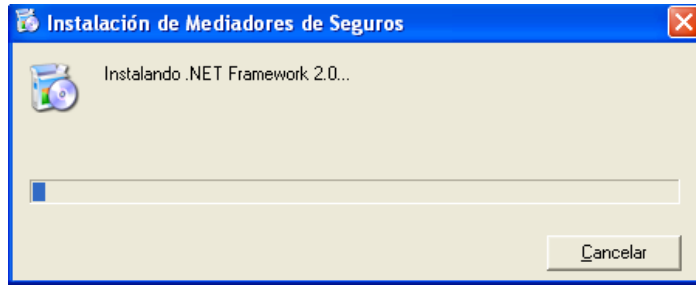 Instalación de Mediadores de Seguros
Instalando .NET Framework 2.0...
Cancelar